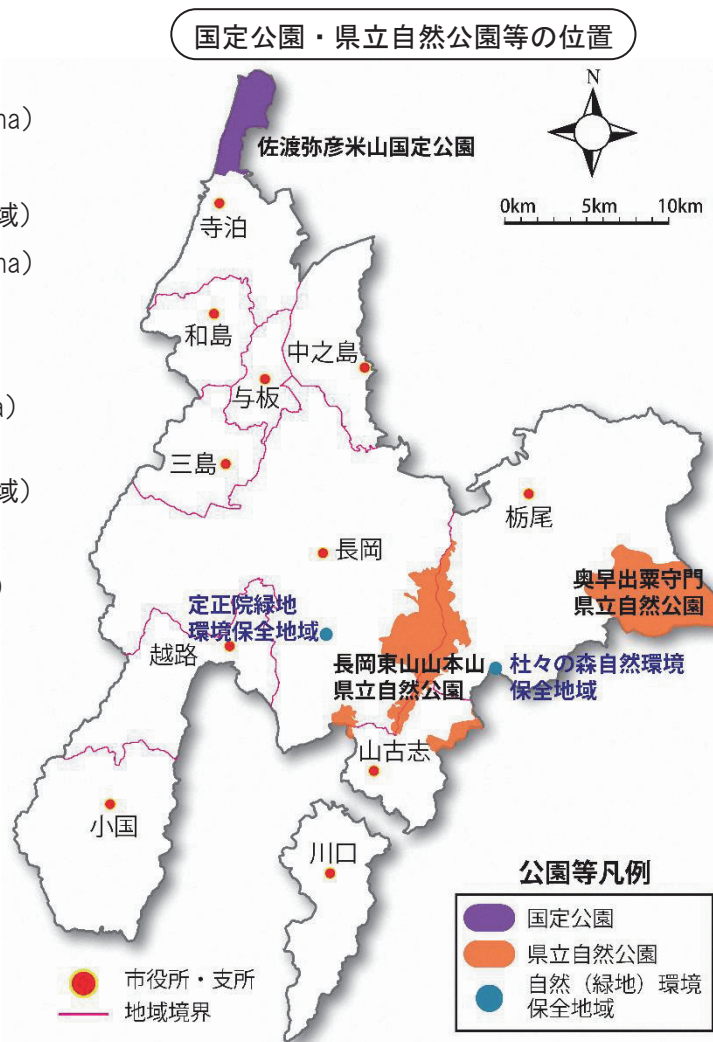 国定公園・県立自然公園等の位置
ha）
域）
ha）
a）
域）
）
N
0km 5km 10km
佐渡弥彦米山国定公園
寺泊
和島
中之島
与板
三島
栃尾
長岡
奥早出粟守門
県立自然公園
定正院緑地
環境保全地域
越路
長岡東山山本山
県立自然公園
杜々の森自然環境
保全地域
山古志
小国
川口
市役所・支所
地域境界
公園等凡例
国定公園
県立自然公園
自然（緑地）環境
保全地域